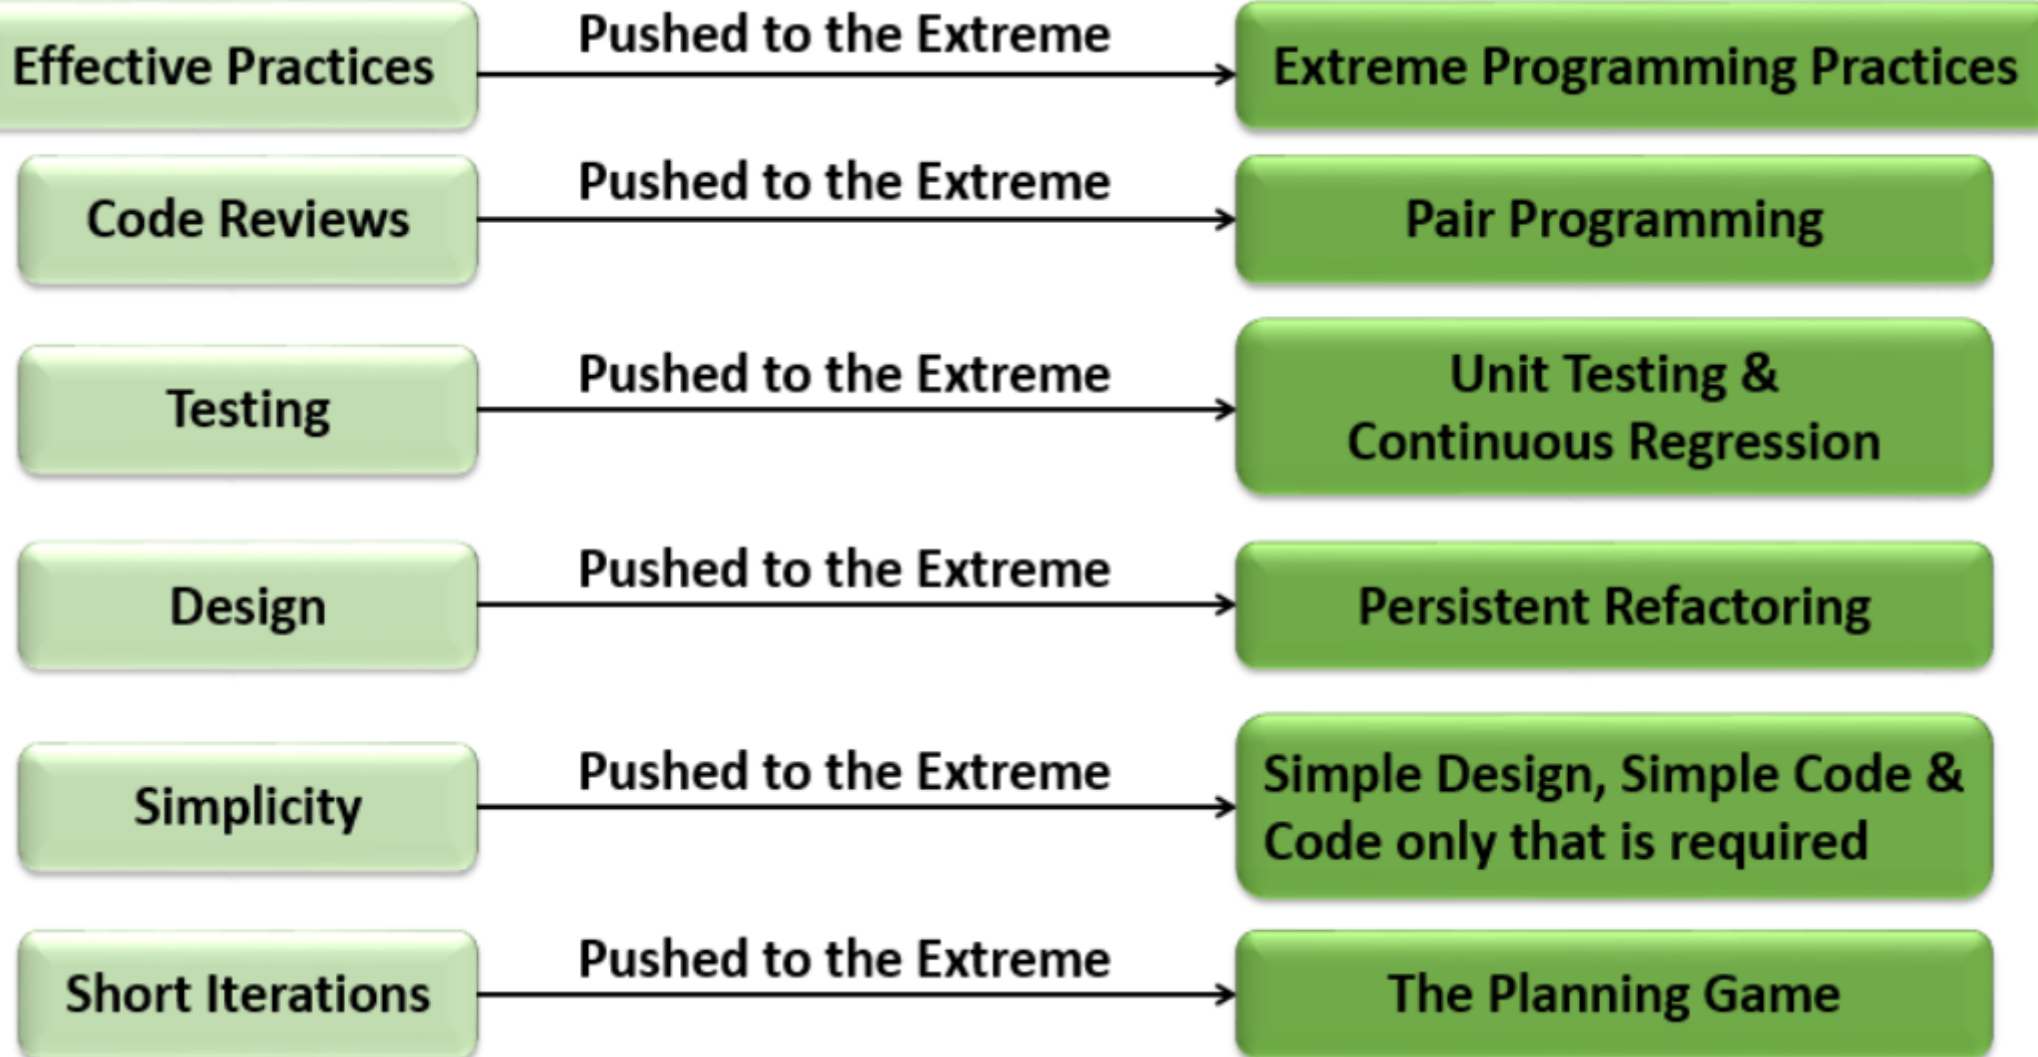 Effective Practices
Pushed to the Extreme
Extreme Programming Practices
Code Reviews
Pushed to the Extreme
Pair Programming
Testing
Pushed to the Extreme
Unit Testing &
Continuous Regression
Design
Pushed to the Extreme
Persistent Refactoring
Simplicity
Pushed to the Extreme
Simple Design, Simple Code &
Code only that is required
Short Iterations
Pushed to the Extreme
The Planning Game